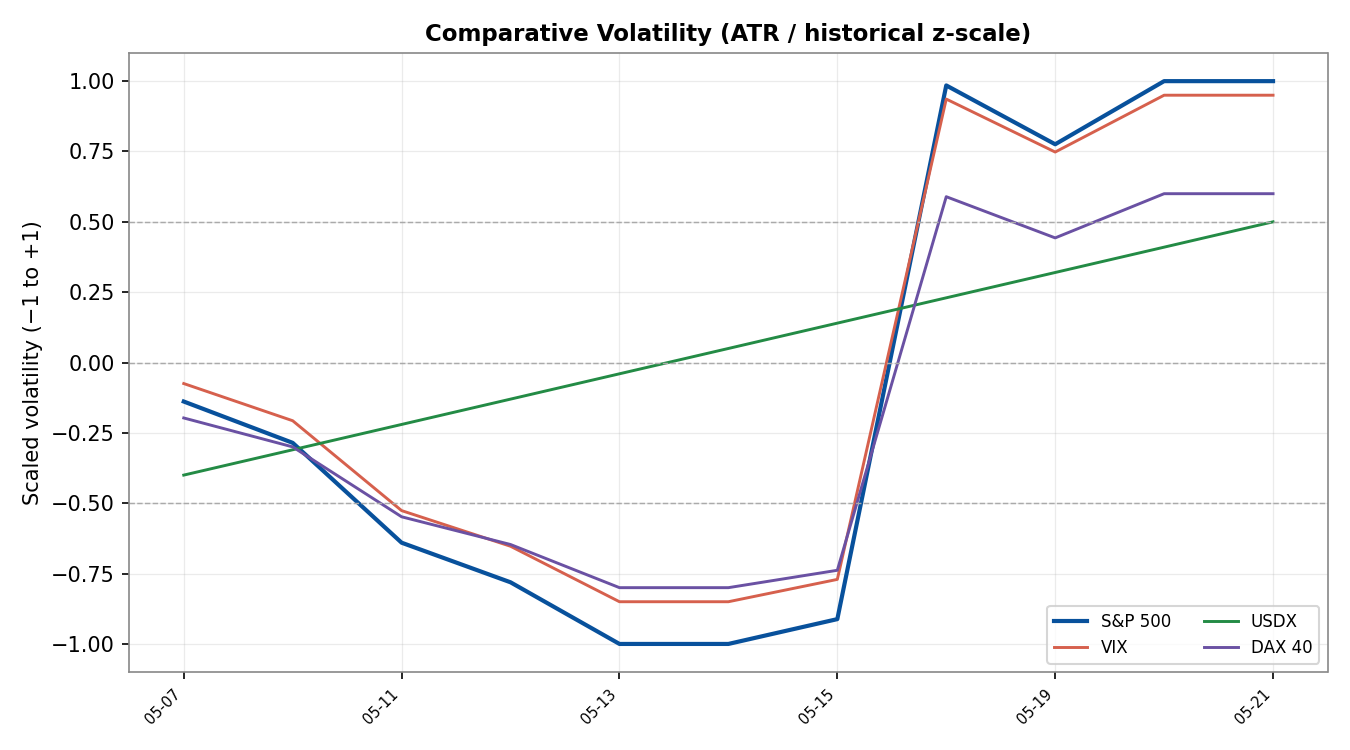 Comparative Volatility (ATR / historical z-scale)
Scaled volatility (−1 to +1)
1.00
0.75
0.50
0.25
0.00
−0.25
−0.50
−0.75
−1.00
05-07
05-11
05-13
05-15
05-19
05-21
S&P 500
VIX
USDX
DAX 40